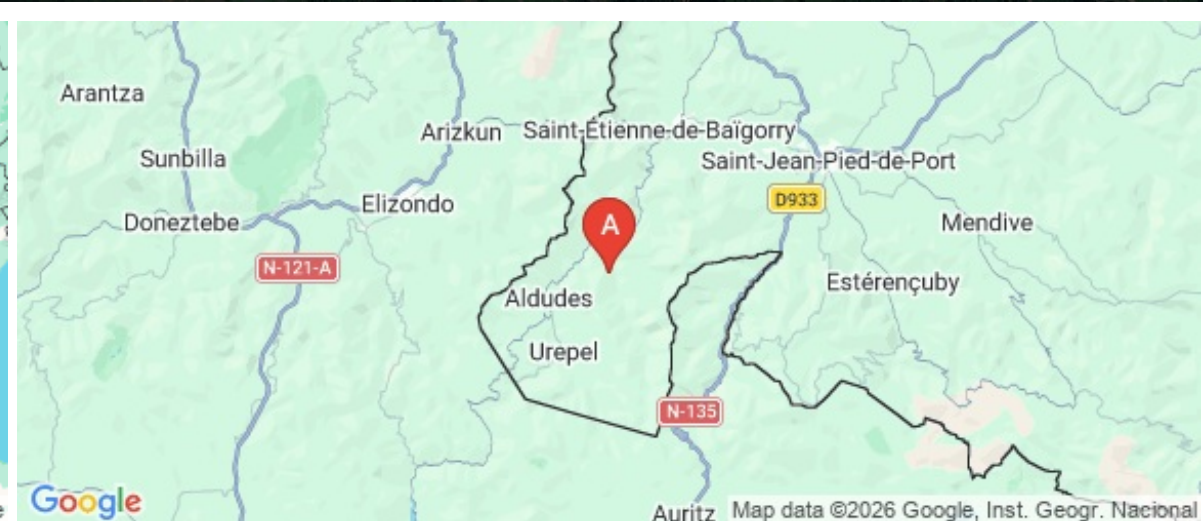 Arantza
Arizkun
Saint-Étienne-de-Baïgorry
Sunbilla
Saint-Jean-Pied-de-Port
Elizondo
D933
Doneztebe
A
Mendive
N-121-A
Estérençuby
Aldudes
Urepel
N-135
Google
Auritz
Map data ©2026 Google, Inst. Geogr. Nacional